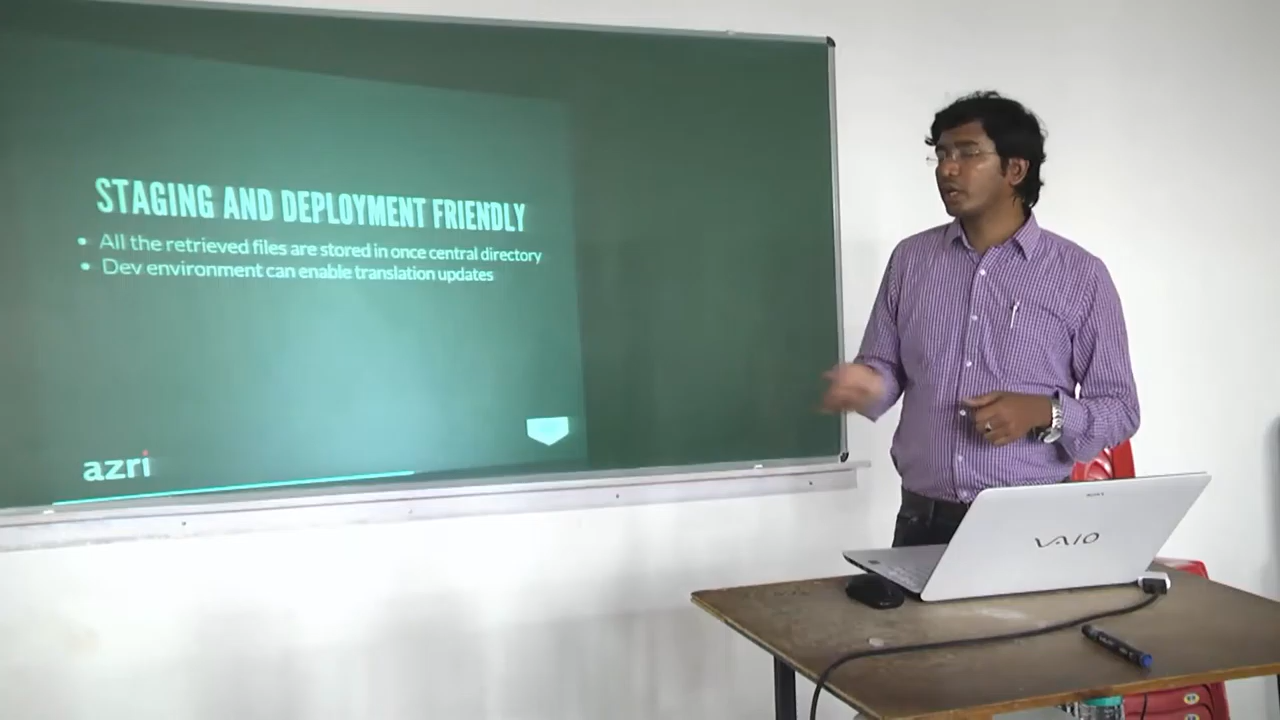 STAGING AND DEPLOYMENT FRIENDLY
• All the retrieved files are stored in once central directory
• Dev environment can enable translation updates
azri
VAIO